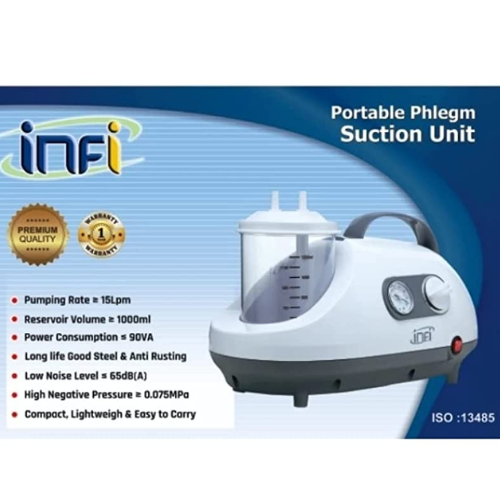 Portable Phlegm
Suction Unit
infi
PREMIUM
QUALITY
WARRANTY
1
WARRANTY
Pumping Rate ≥ 15Lpm
Reservoir Volume ≥ 1000ml
Power Consumption ≤ 90VA
Long life Good Steel & Anti Rusting
Low Noise Level ≤ 65dB(A)
High Negative Pressure ≥ 0.075MPa
Compact, Lightweigh & Easy to Carry
infi
ISO :13485